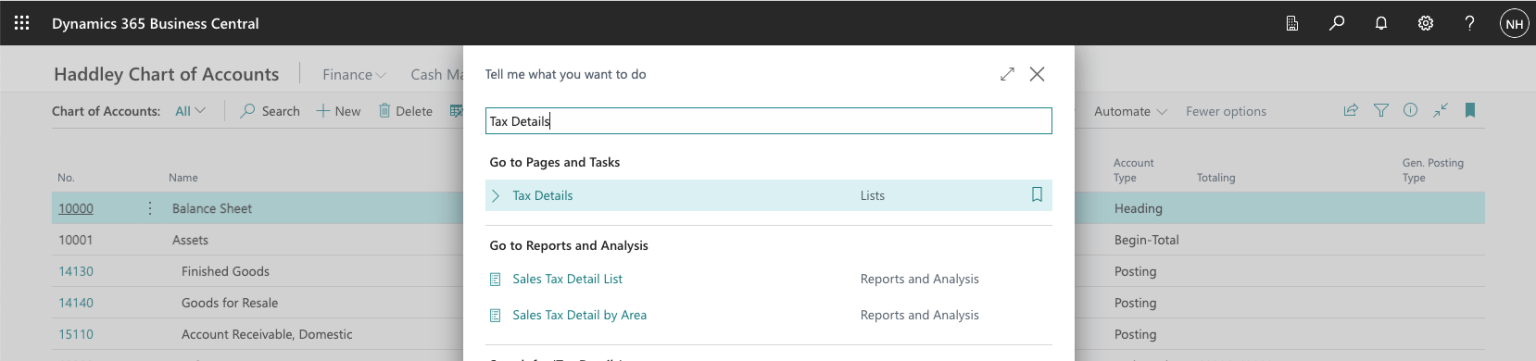 Dynamics 365 Business Central
NH
Haddley Chart of Accounts Finance Cash Ma
Chart of Accounts: All Search New Delete Automate Fewer options
Tell me what you want to do
Tax Details
Go to Pages and Tasks
Tax Details Lists
Go to Reports and Analysis
Sales Tax Detail List Reports and Analysis
Sales Tax Detail by Area Reports and Analysis
No. Name Account Type Totaling Gen. Posting Type
10000 Balance Sheet Heading
10001 Assets Begin-Total
14130 Finished Goods Posting
14140 Goods for Resale Posting
15110 Account Receivable, Domestic Posting